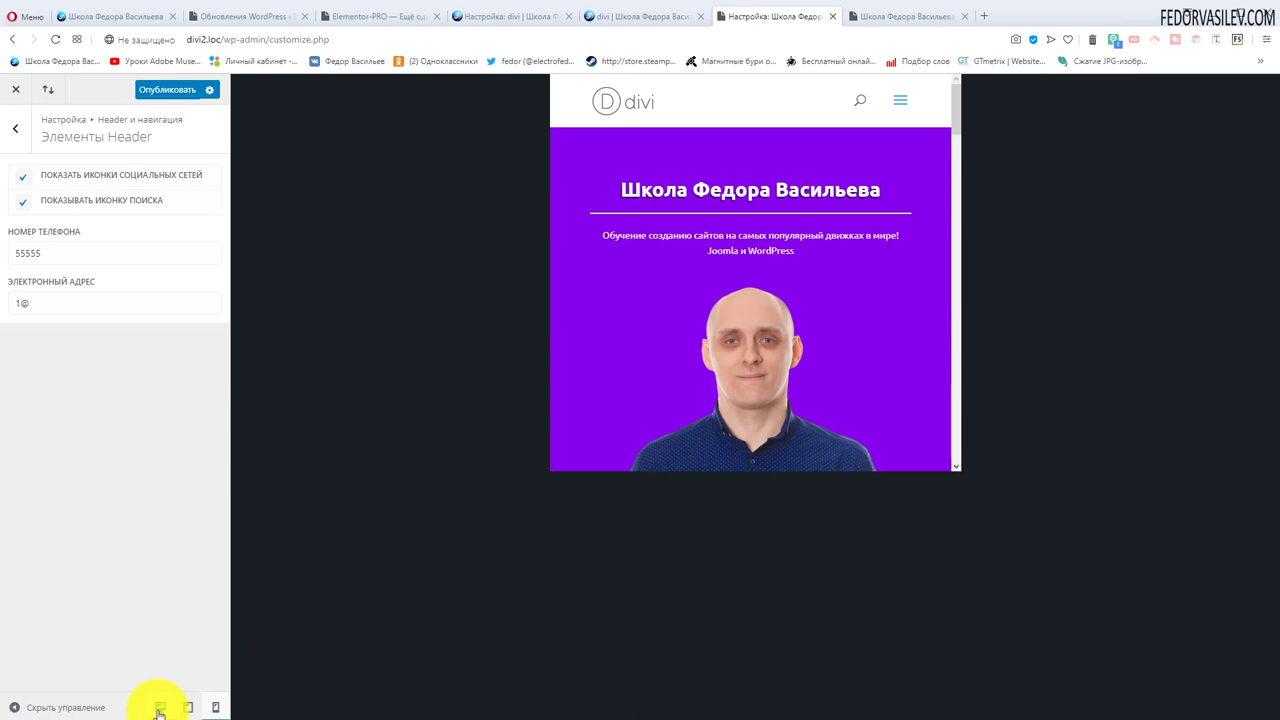 FEDORVASILEV.COM
Меню
Школа Федора Васильева
Обновления WordPress -
Elementor-PRO — Ещё од
Настройка: divi | Школа Ф
divi | Школа Федора Васи
Настройка: Школа Федор
Школа Федора Васильева
Не защищено
divi2.loc/wp-admin/customize.php
Школа Федора Вас...
Уроки Adobe Muse...
Личный кабинет -...
Федор Васильев
(2) Одноклассники
fedor (@electrofed...
http://store.steamp...
Магнитные бури о...
Бесплатный онлай...
Подбор слов
GTmetrix | Website...
Сжатие JPG-изобр...
Опубликовать
Настройка ▸ Header и навигация
Элементы Header
ПОКАЗАТЬ ИКОНКИ СОЦИАЛЬНЫХ СЕТЕЙ
ПОКАЗЫВАТЬ ИКОНКУ ПОИСКА
НОМЕР ТЕЛЕФОНА
55555
ЭЛЕКТРОННЫЙ АДРЕС
1@
Скрыть управление
D divi
Школа Федора Васильева
Обучение созданию сайтов на самых популярный движках в мире!
Joomla и WordPress